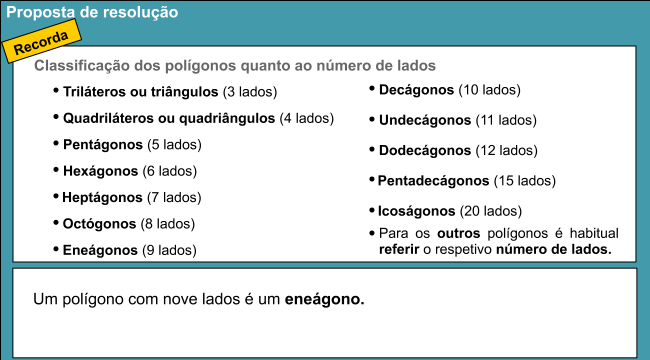 Proposta de resolução
Recorda
Classificação dos polígonos quanto ao número de lados
• Triláteros ou triângulos (3 lados)
• Quadriláteros ou quadriângulos (4 lados)
• Pentágonos (5 lados)
• Hexágonos (6 lados)
• Heptágonos (7 lados)
• Octógonos (8 lados)
• Eneágonos (9 lados)
• Decágonos (10 lados)
• Undecágonos (11 lados)
• Dodecágonos (12 lados)
• Pentadecágonos (15 lados)
• Icoságonos (20 lados)
• Para os outros polígonos é habitual
referir o respetivo número de lados.
Um polígono com nove lados é um eneágono.